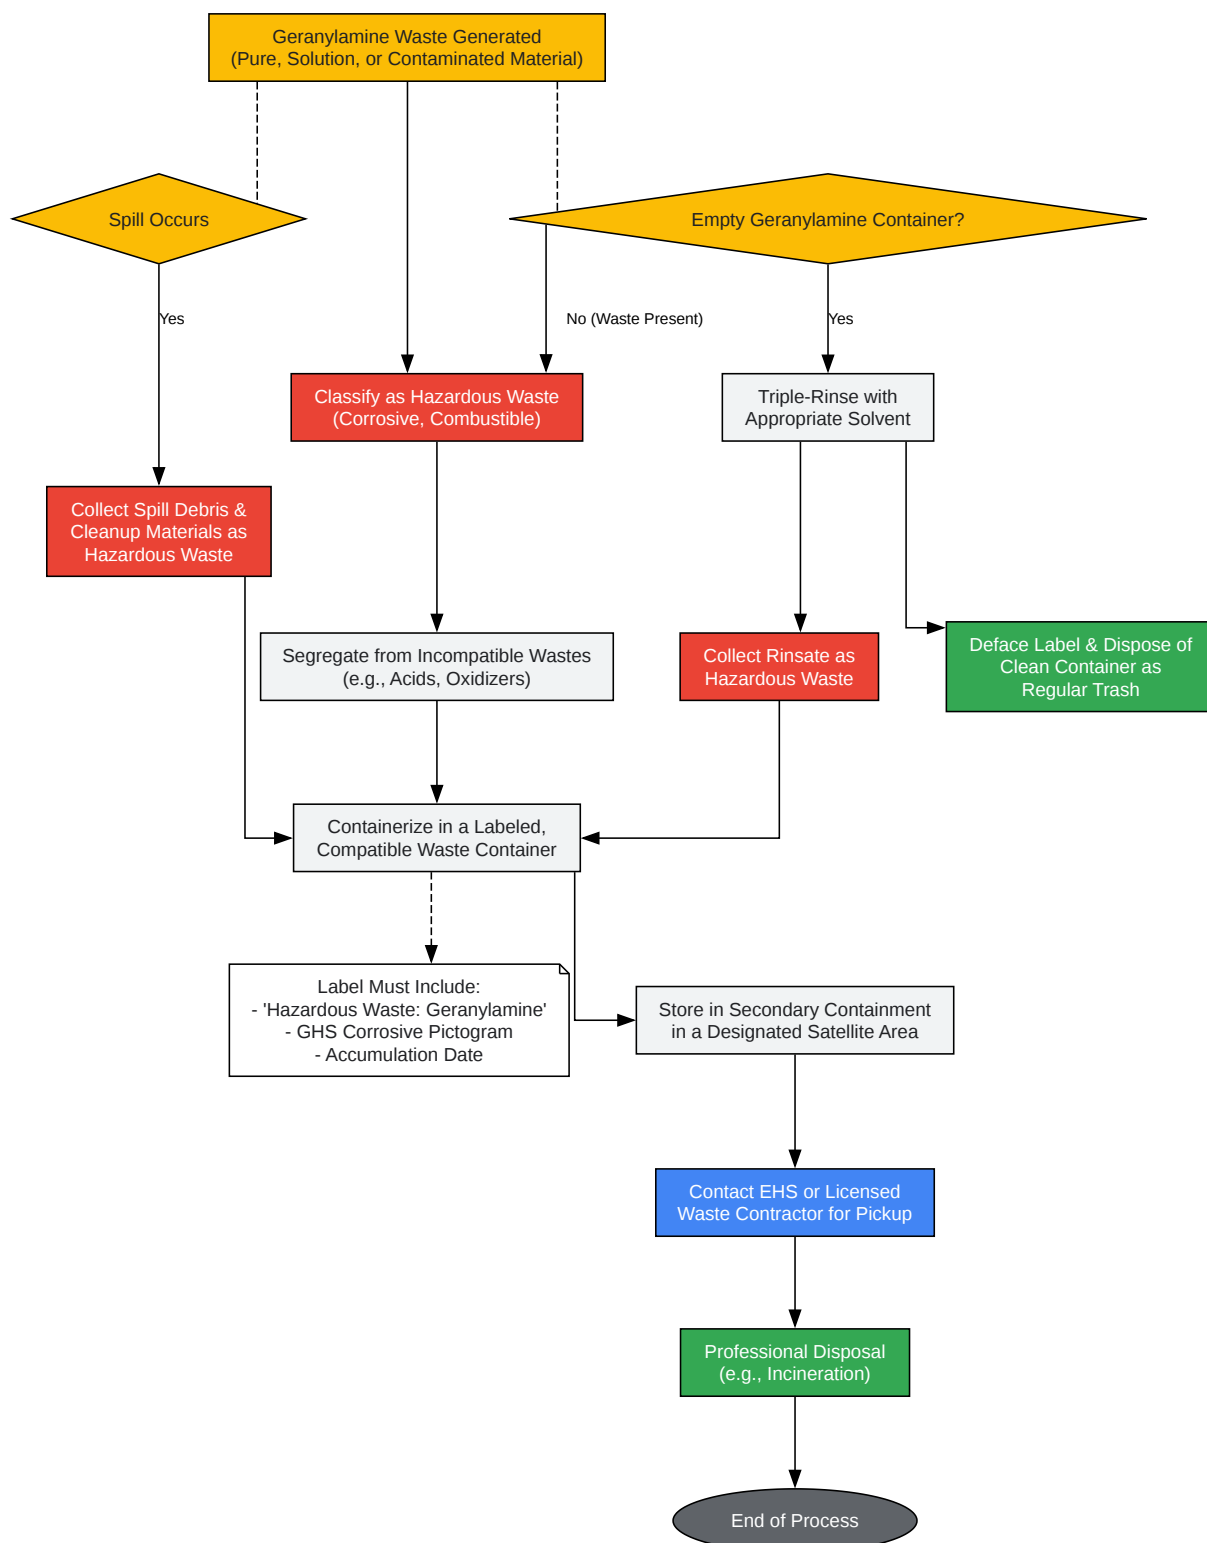 Geranylamine Waste Generated
(Pure, Solution, or Contaminated Material)
Spill Occurs
Empty Geranylamine Container?
Yes
No (Waste Present)
Yes
Classify as Hazardous Waste
(Corrosive, Combustible)
Triple-Rinse with
Appropriate Solvent
Collect Spill Debris &
Cleanup Materials as
Hazardous Waste
Segregate from Incompatible Wastes
(e.g., Acids, Oxidizers)
Collect Rinsate as
Hazardous Waste
Deface Label & Dispose of
Clean Container as
Regular Trash
Containerize in a Labeled,
Compatible Waste Container
Label Must Include:
- 'Hazardous Waste: Geranylamine'
- GHS Corrosive Pictogram
- Accumulation Date
Store in Secondary Containment
in a Designated Satellite Area
Contact EHS or Licensed
Waste Contractor for Pickup
Professional Disposal
(e.g., Incineration)
End of Process